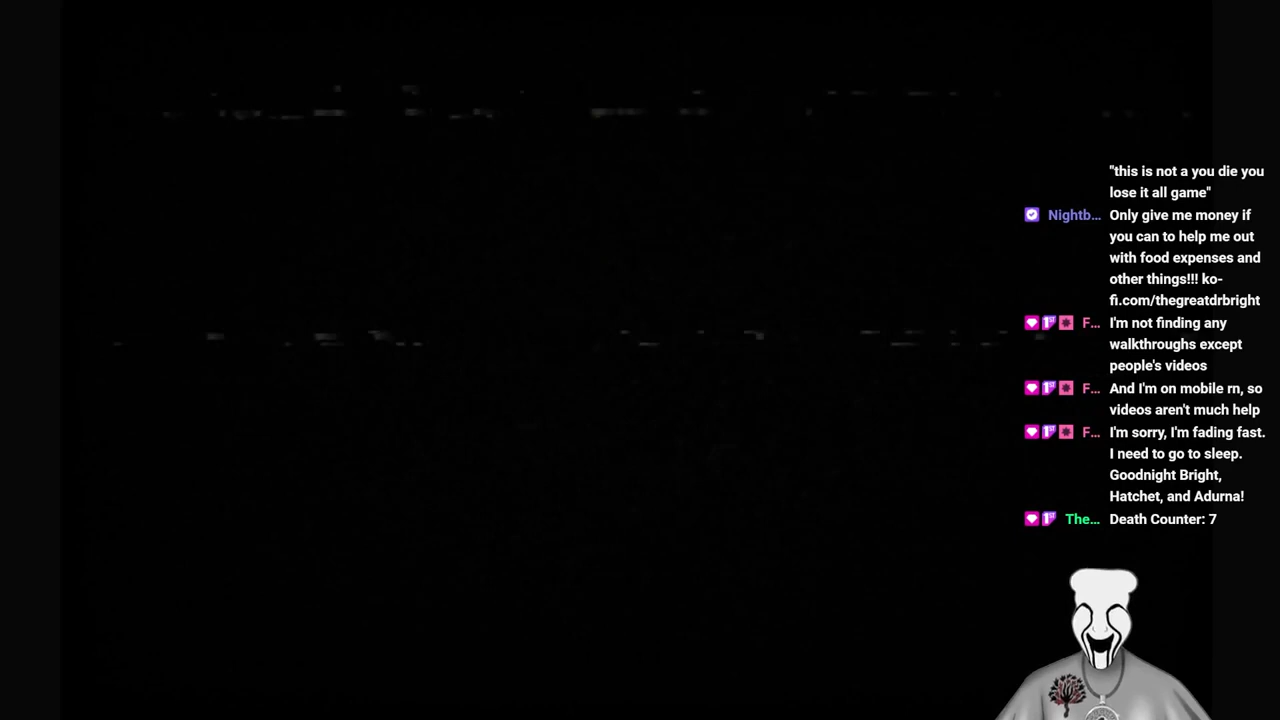 "this is not a you die you
lose it all game"
Nightb... Only give me money if
you can to help me out
with food expenses and
other things!!! ko-
fi.com/thegreatdrbright
F... I'm not finding any
walkthroughs except
people's videos
F... And I'm on mobile rn, so
videos aren't much help
F... I'm sorry, I'm fading fast.
I need to go to sleep.
Goodnight Bright,
Hatchet, and Adurna!
The... Death Counter: 7